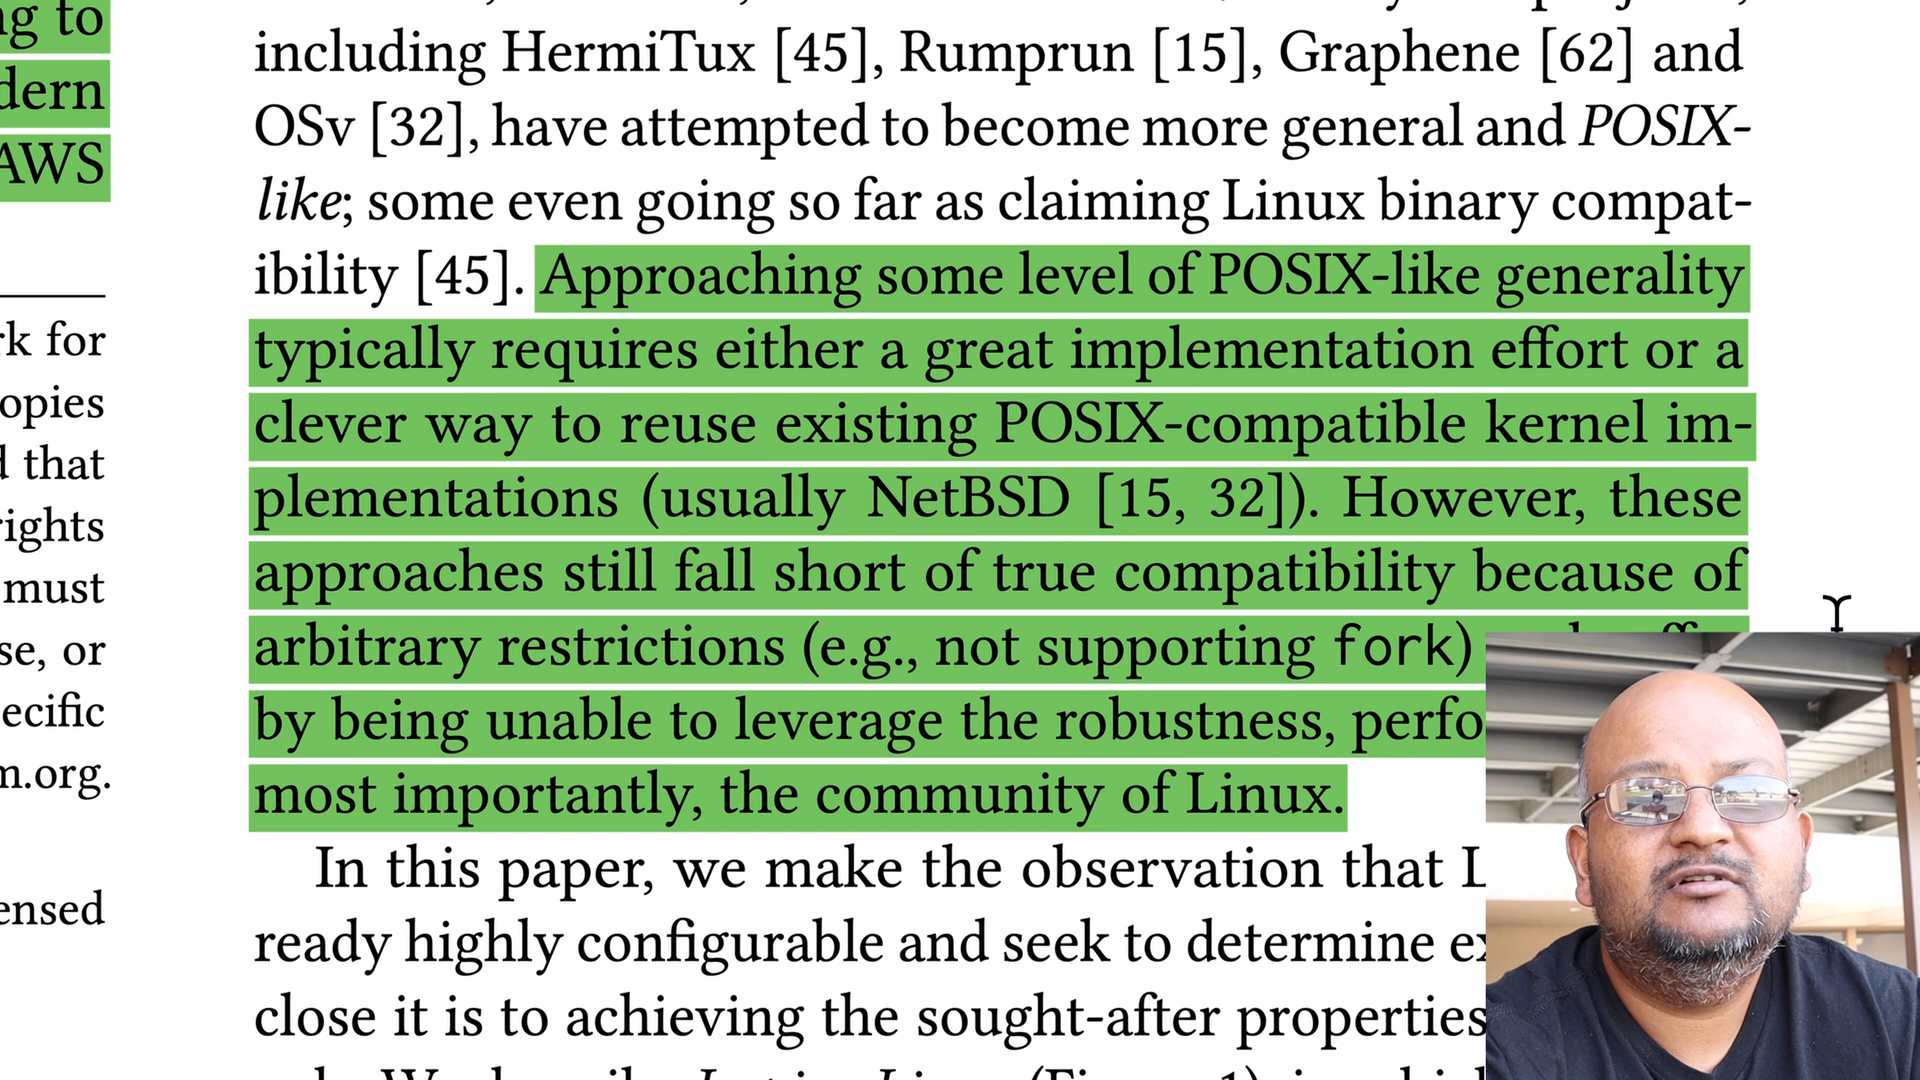 ng to
dern
AWS
rk for
opies
d that
rights
must
se, or
ecific
m.org.
ensed
including HermiTux [45], Rumprun [15], Graphene [62] and
OSv [32], have attempted to become more general and POSIX-
like; some even going so far as claiming Linux binary compat-
ibility [45]. Approaching some level of POSIX-like generality
typically requires either a great implementation effort or a
clever way to reuse existing POSIX-compatible kernel im-
plementations (usually NetBSD [15, 32]). However, these
approaches still fall short of true compatibility because of
arbitrary restrictions (e.g., not supporting fork)
by being unable to leverage the robustness, perfo
most importantly, the community of Linux.
In this paper, we make the observation that L
ready highly configurable and seek to determine ex
close it is to achieving the sought-after properties